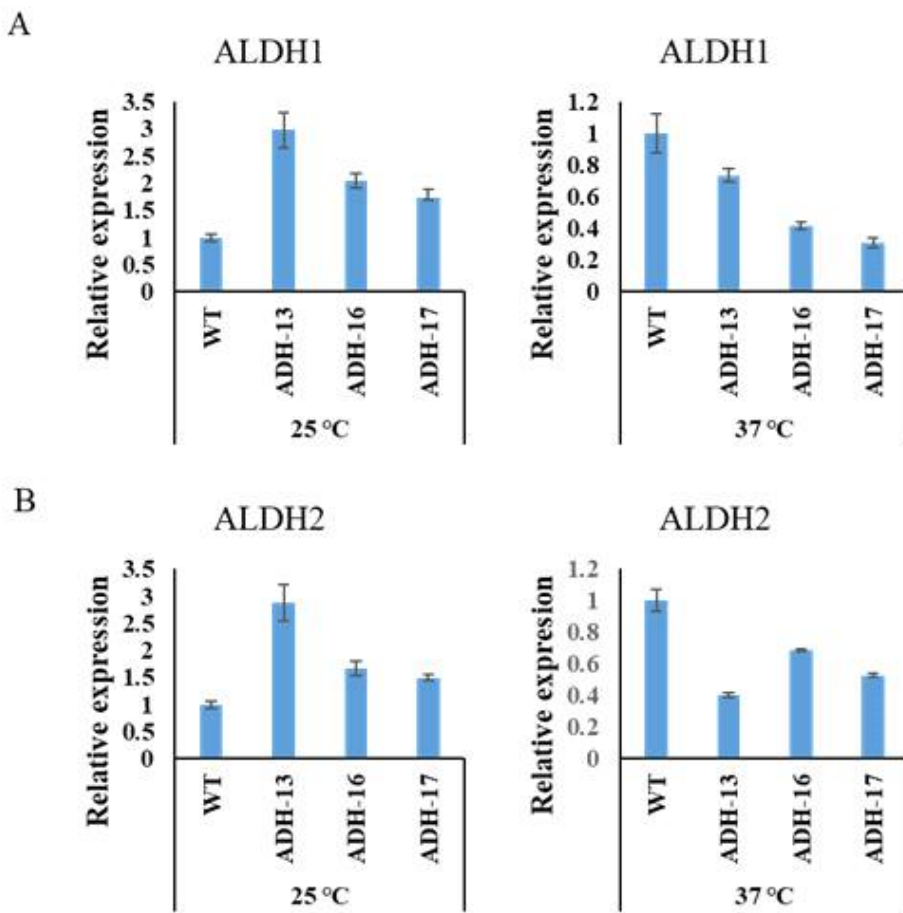 A
ALDH1
Relative expression
3.5
3
2.5
2
1.5
1
0.5
0
WT
ADH-13
ADH-16
ADH-17
25 °C
ALDH1
Relative expression
1.2
1
0.8
0.6
0.4
0.2
0
WT
ADH-13
ADH-16
ADH-17
37 °C
B
ALDH2
Relative expression
3.5
3
2.5
2
1.5
1
0.5
0
WT
ADH-13
ADH-16
ADH-17
25 °C
ALDH2
Relative expression
1.2
1
0.8
0.6
0.4
0.2
0
WT
ADH-13
ADH-16
ADH-17
37 °C